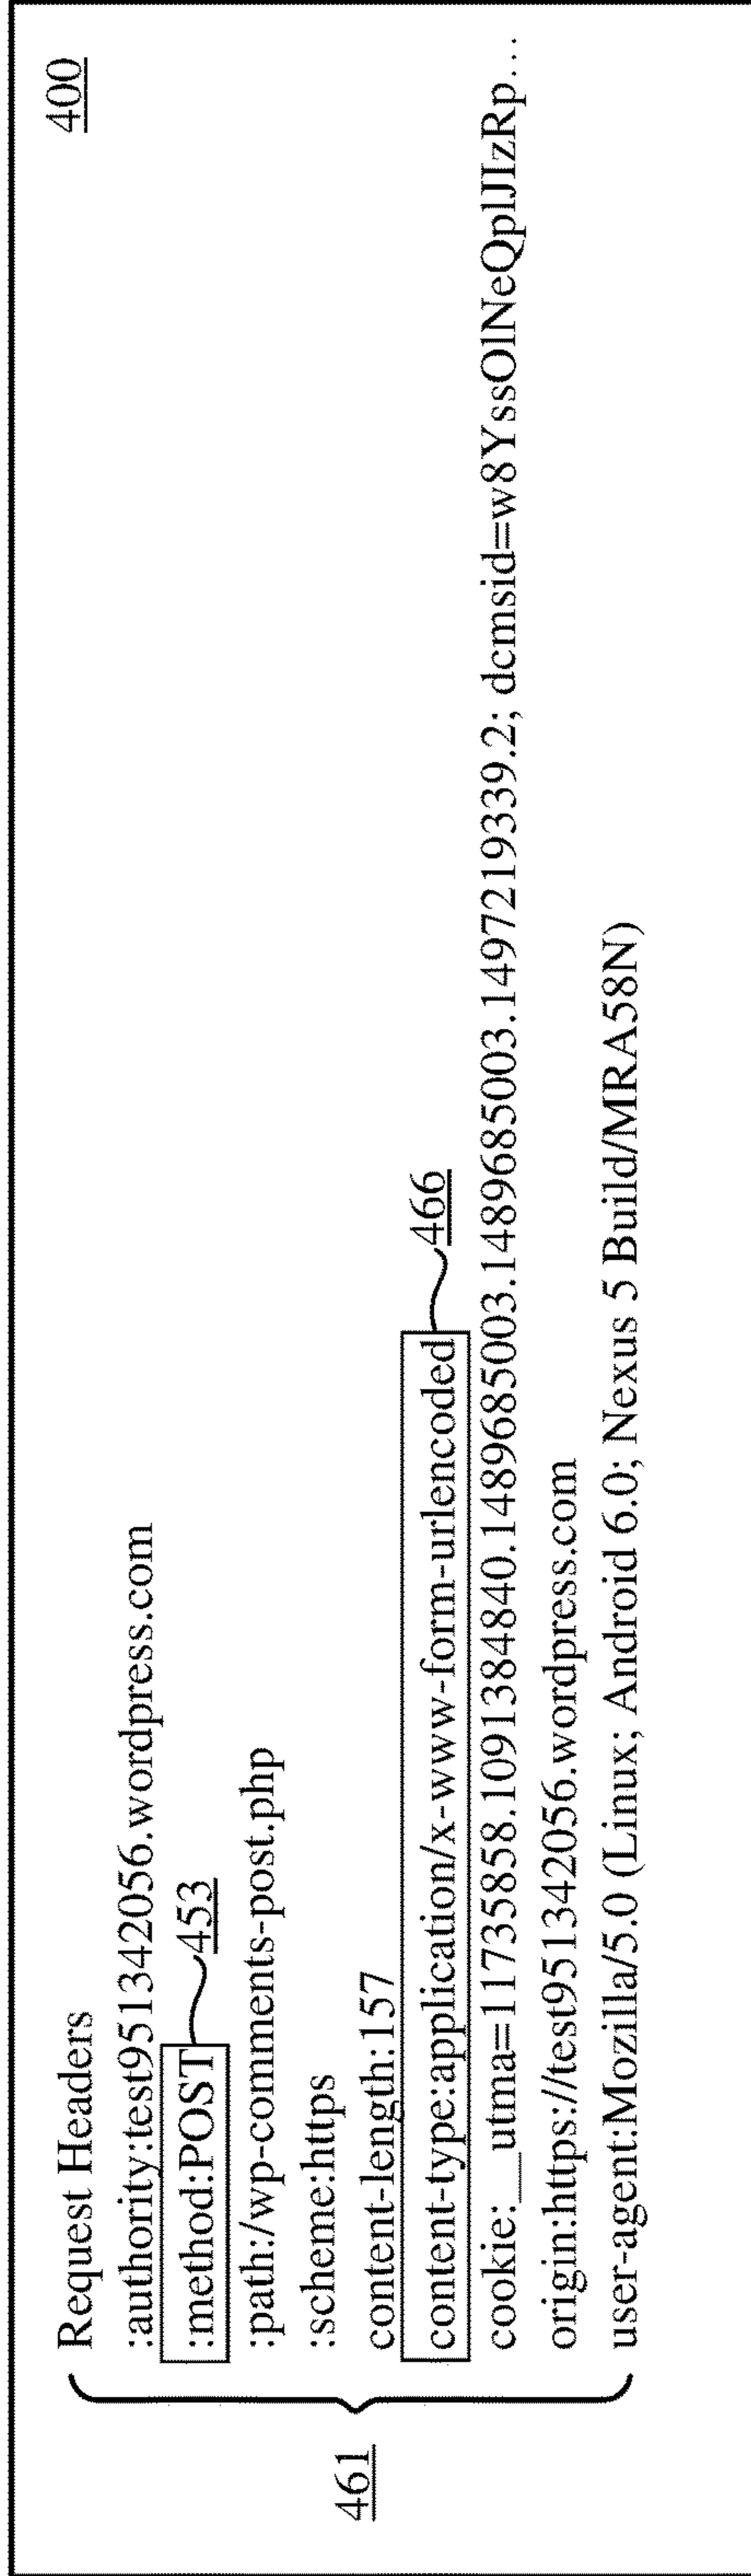 400
Request Headers
:authority:test951342056.wordpress.com
:method:POST 453
:path:/wp-comments-post.php
:scheme:https
content-length:157
content-type:application/x-www-form-urlencoded 466
cookie:__utma=11735858.1091384840.1489685003.1489685003.1497219339.2; dcmsid=w8YssOlNeQplJIzRp...
origin:https://test951342056.wordpress.com
user-agent:Mozilla/5.0 (Linux; Android 6.0; Nexus 5 Build/MRA58N)
461